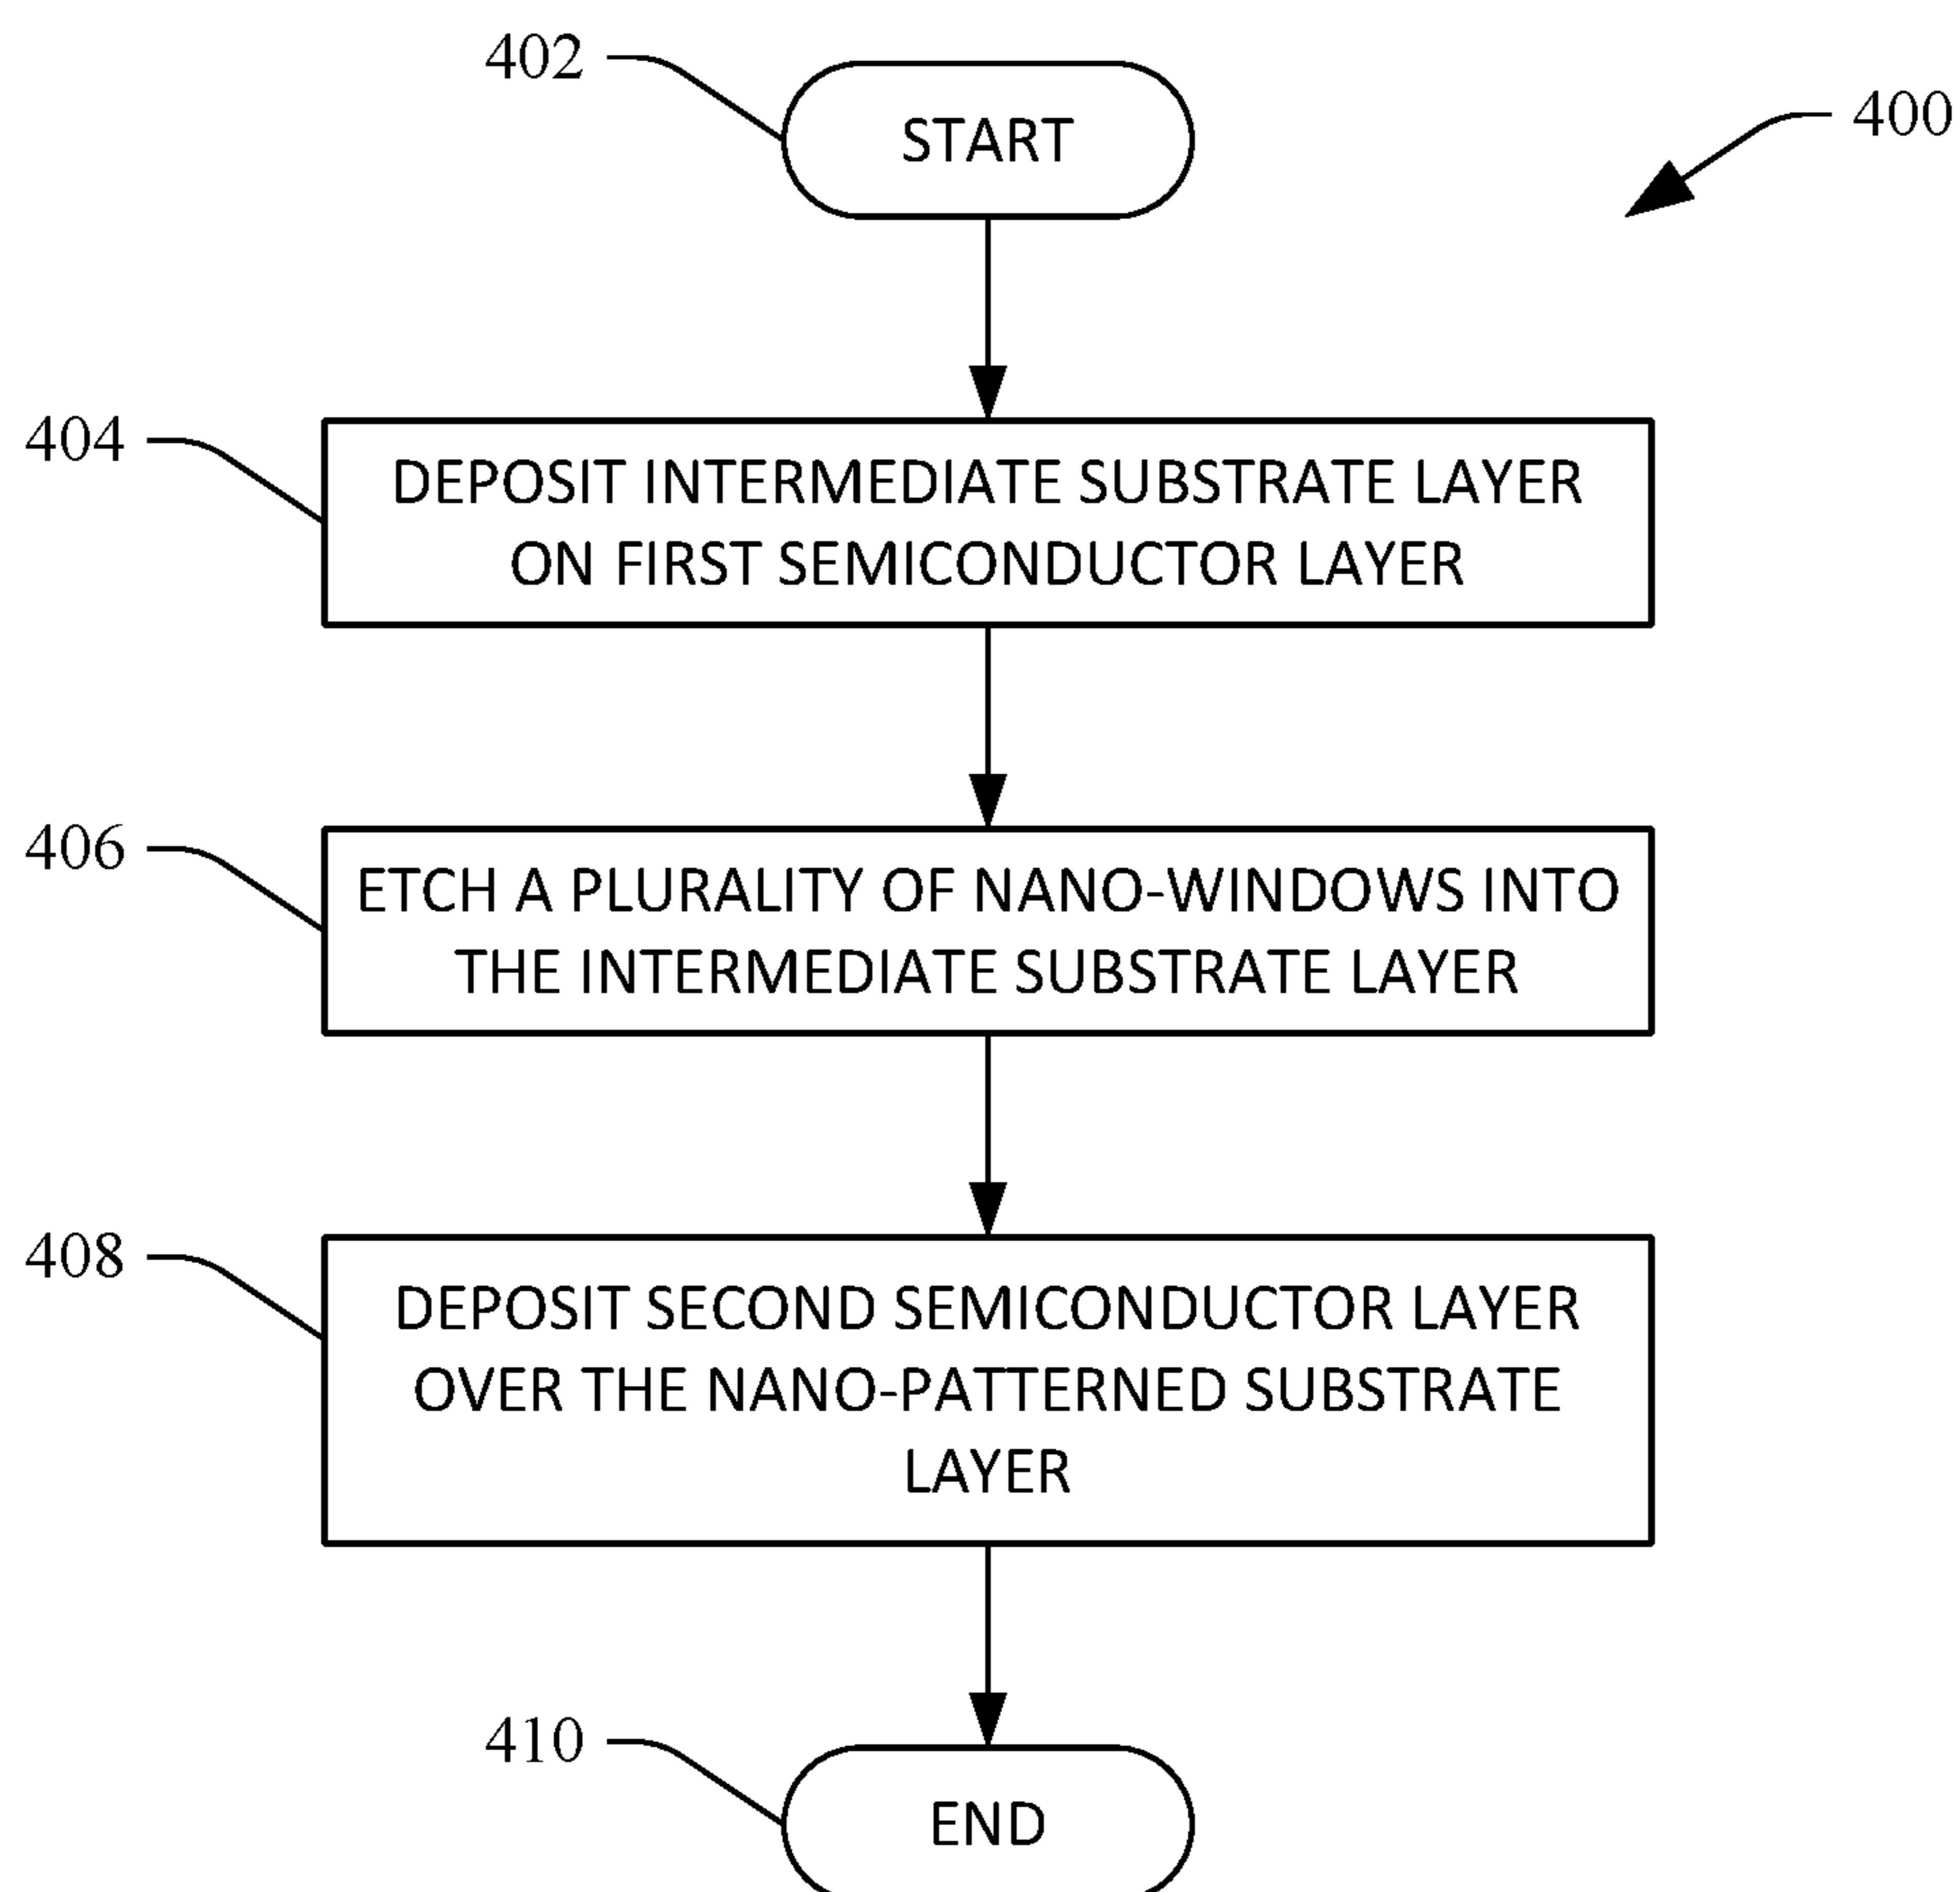 402
START
400
404
DEPOSIT INTERMEDIATE SUBSTRATE LAYER
ON FIRST SEMICONDUCTOR LAYER
406
ETCH A PLURALITY OF NANO-WINDOWS INTO
THE INTERMEDIATE SUBSTRATE LAYER
408
DEPOSIT SECOND SEMICONDUCTOR LAYER
OVER THE NANO-PATTERNED SUBSTRATE
LAYER
410
END